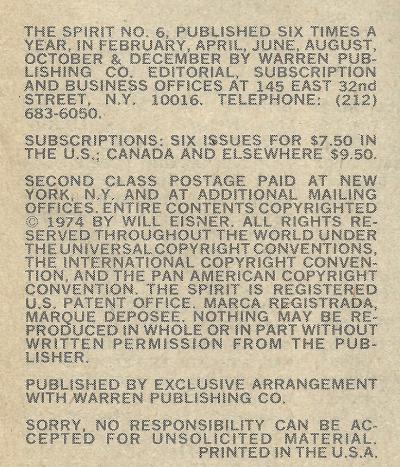 THE SPIRIT NO. 6, PUBLISHED SIX TIMES A
YEAR, IN FEBRUARY, APRIL, JUNE, AUGUST,
OCTOBER & DECEMBER BY WARREN PUB-
LISHING CO. EDITORIAL, SUBSCRIPTION
AND BUSINESS OFFICES AT 145 EAST 32nd
STREET, N.Y. 10016. TELEPHONE: (212)
683-6050.
SUBSCRIPTIONS: SIX ISSUES FOR $7.50 IN
THE U.S.; CANADA AND ELSEWHERE $9.50.
SECOND CLASS POSTAGE PAID AT NEW
YORK, N.Y. AND AT ADDITIONAL MAILING
OFFICES. ENTIRE CONTENTS COPYRIGHTED
© 1974 BY WILL EISNER. ALL RIGHTS RE-
SERVED THROUGHOUT THE WORLD UNDER
THE UNIVERSAL COPYRIGHT CONVENTIONS,
THE INTERNATIONAL COPYRIGHT CONVEN-
TION, AND THE PAN AMERICAN COPYRIGHT
CONVENTION. THE SPIRIT IS REGISTERED
U.S. PATENT OFFICE. MARCA REGISTRADA,
MARQUE DEPOSEE. NOTHING MAY BE RE-
PRODUCED IN WHOLE OR IN PART WITHOUT
WRITTEN PERMISSION FROM THE PUB-
LISHER.
PUBLISHED BY EXCLUSIVE ARRANGEMENT
WITH WARREN PUBLISHING CO.
SORRY, NO RESPONSIBILITY CAN BE AC-
CEPTED FOR UNSOLICITED MATERIAL.
PRINTED IN THE U.S.A.